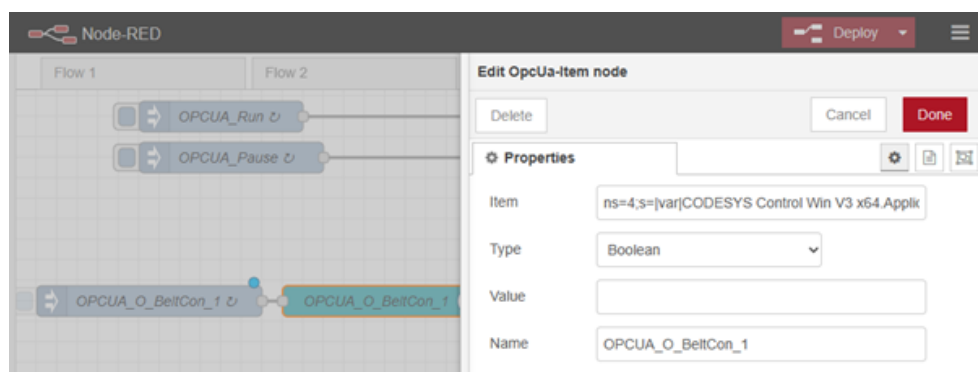 Node-RED
Deploy
Flow 1
Flow 2
Edit OpcUa-Item node
OPCUA_Run ↻
Delete
Cancel
Done
OPCUA_Pause ↻
Properties
Item
ns=4;s=|var|CODESYS Control Win V3 x64.Applic
Type
Boolean
Value
OPCUA_O_BeltCon_1 ↻
OPCUA_O_BeltCon_1
Name
OPCUA_O_BeltCon_1